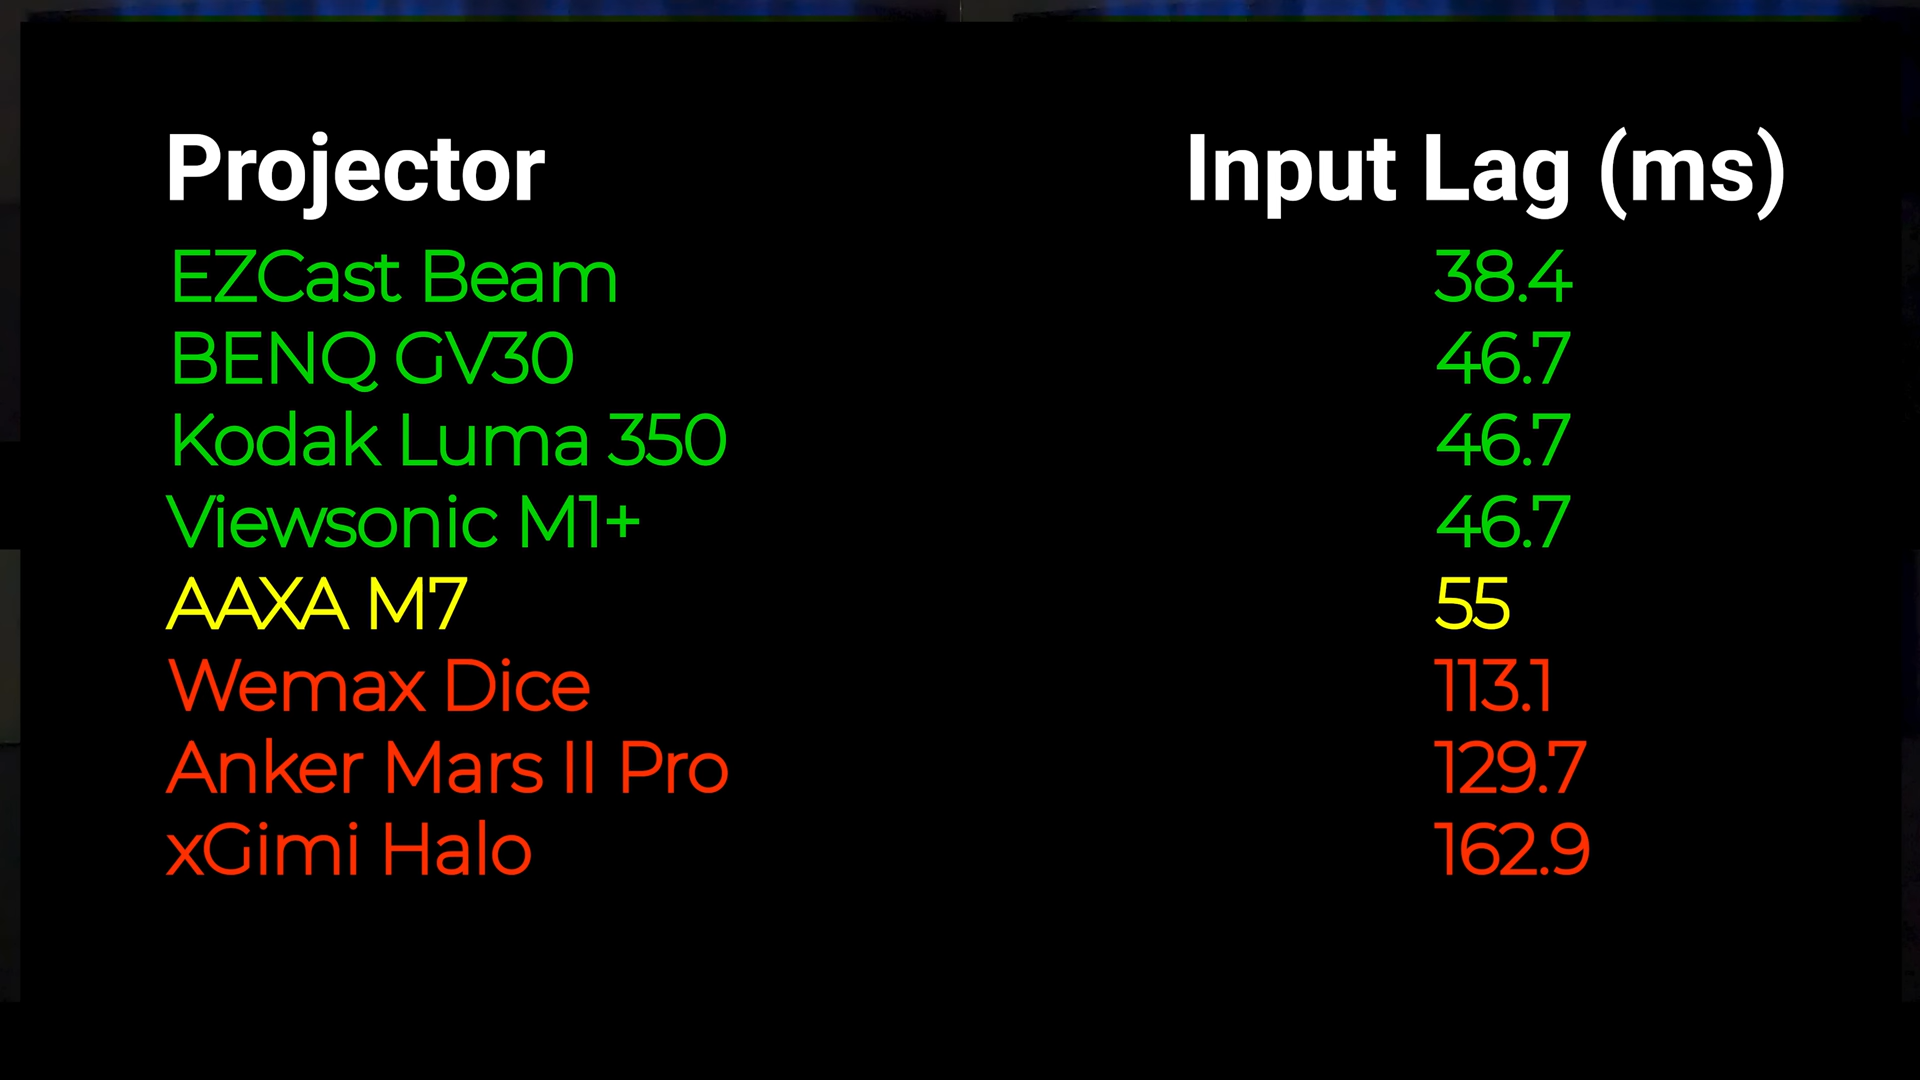 Projector Input Lag (ms)
EZCast Beam 38.4
BENQ GV30 46.7
Kodak Luma 350 46.7
Viewsonic M1+ 46.7
AAXA M7 55
Wemax Dice 113.1
Anker Mars II Pro 129.7
xGimi Halo 162.9